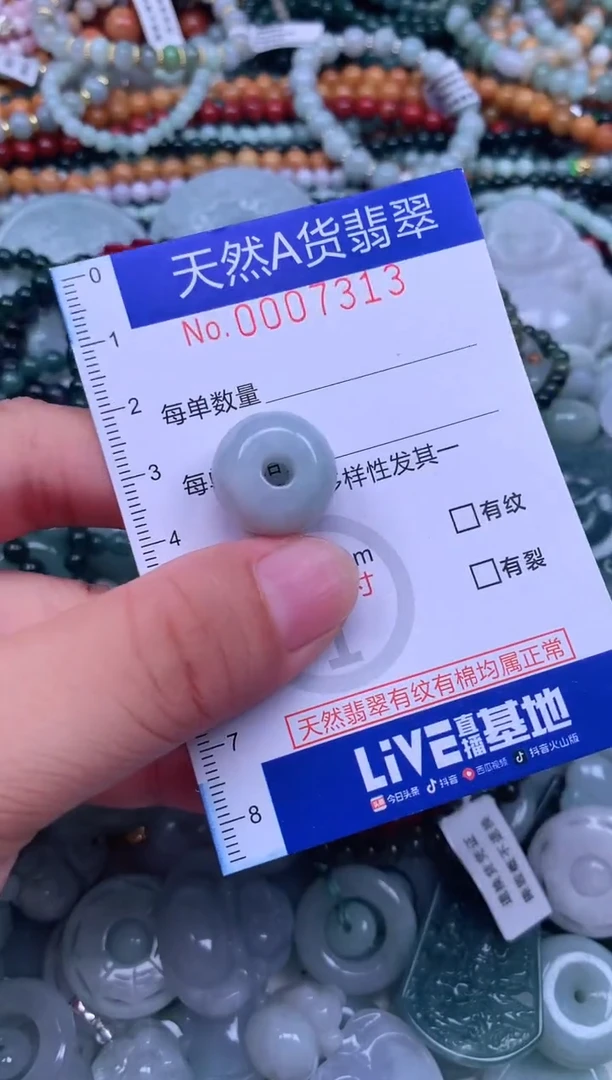 天然A货翡翠
No.0007313
0
1
每单数量
2
每
多样性发其一
3
有纹
4
m
有裂
寸
1
天然翡翠有纹有棉均属正常
7
LiVE直播基地
今日头条 抖音 西瓜视频 抖音火山版
8